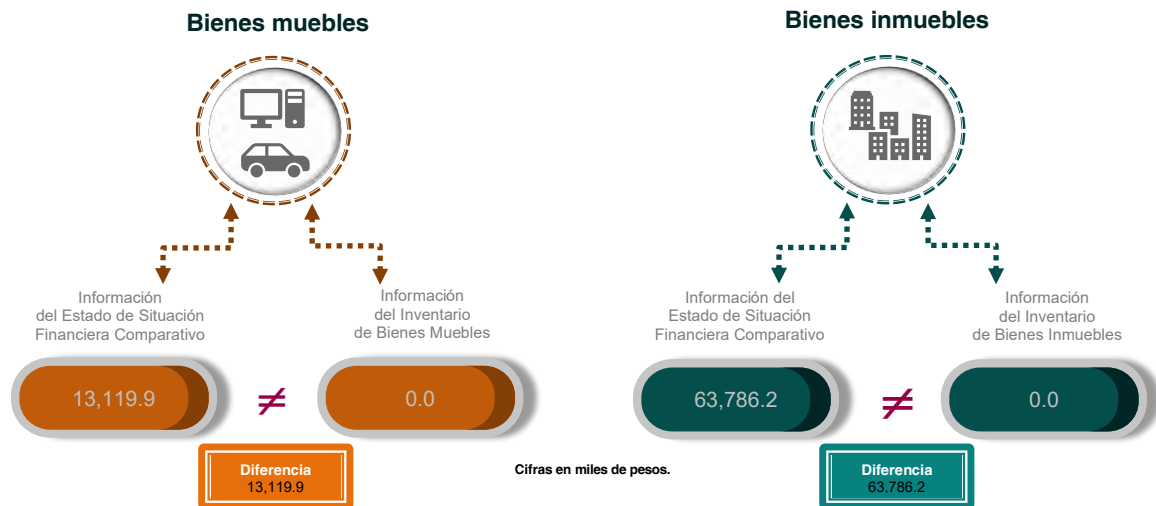 Bienes muebles
Información
del Estado de Situación
Financiera Comparativo
Información
del Inventario
de Bienes Muebles
13,119.9
≠
0.0
Diferencia
13,119.9
Cifras en miles de pesos.
Bienes inmuebles
Información del
Estado de Situación
Financiera Comparativo
Información
del Inventario
de Bienes Inmuebles
63,786.2
≠
0.0
Diferencia
63,786.2